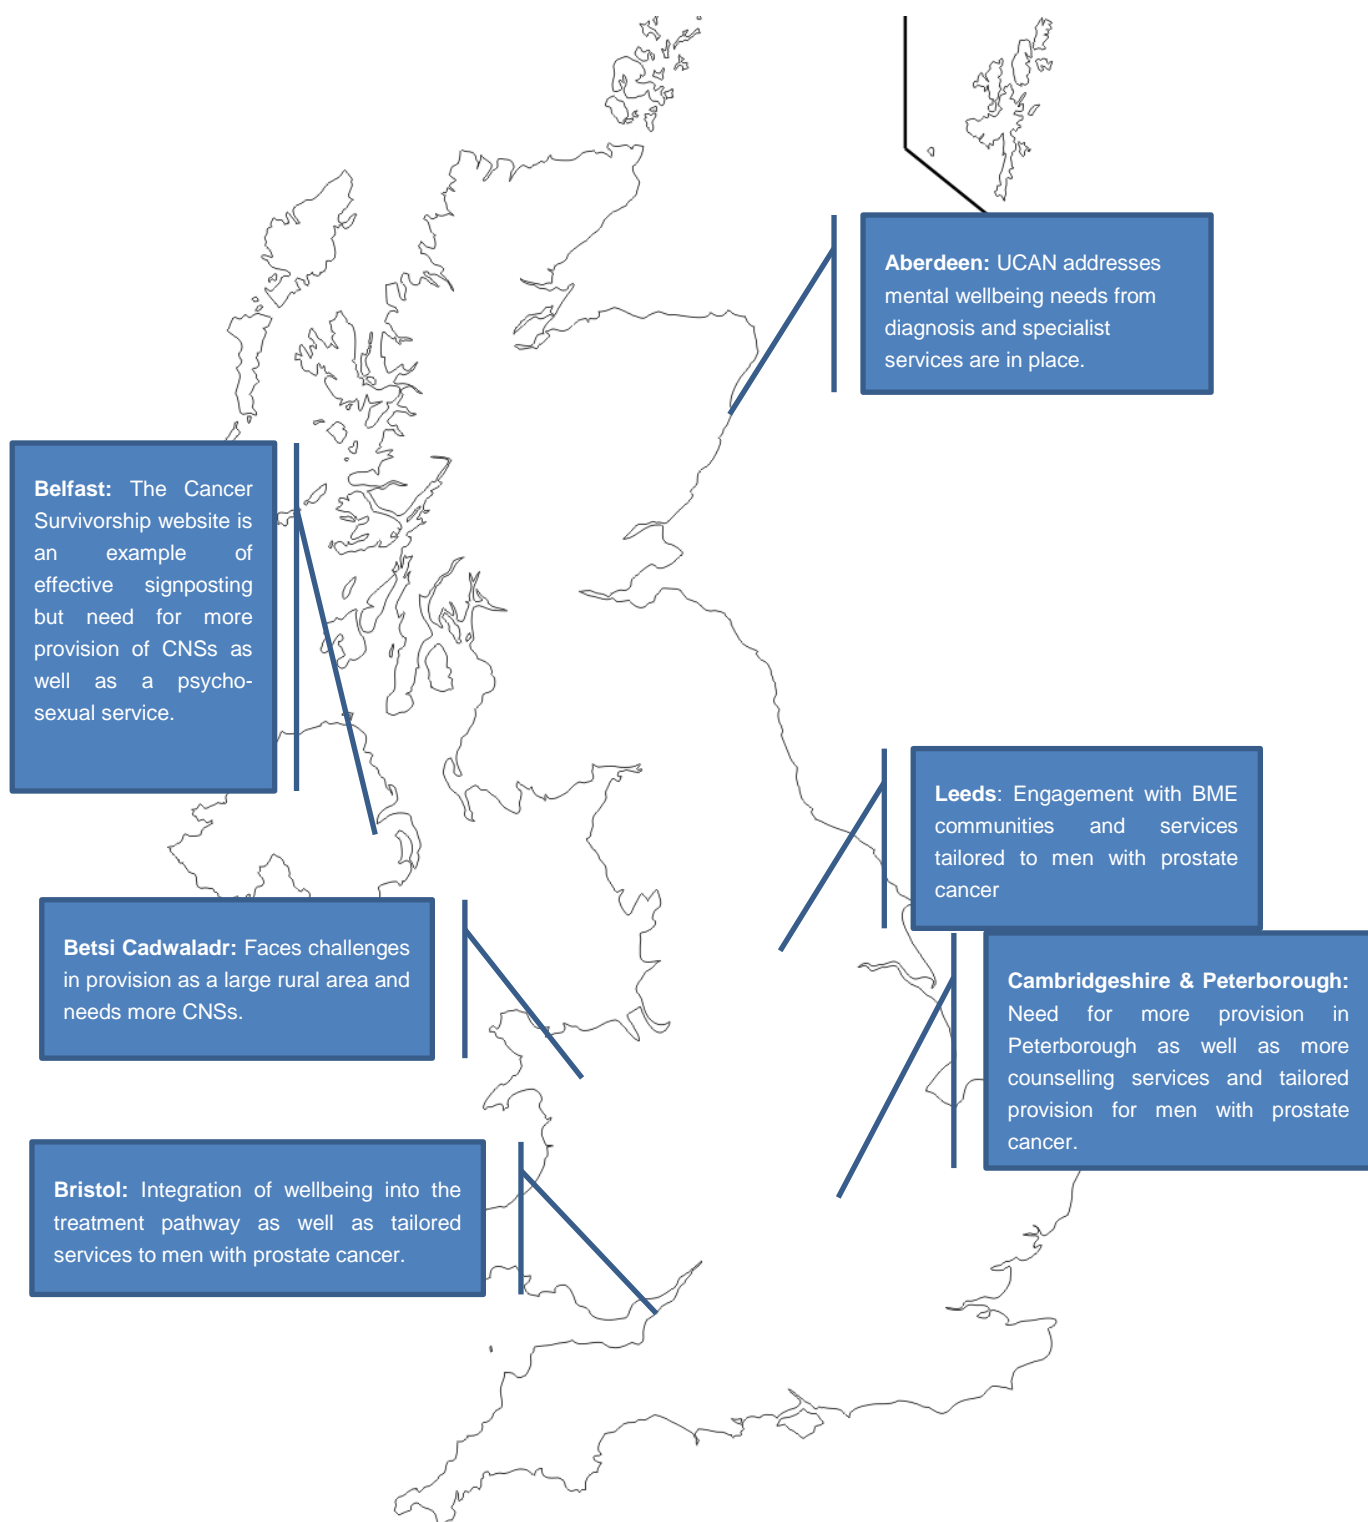 Aberdeen: UCAN addresses
mental wellbeing needs from
diagnosis and specialist
services are in place.
Belfast: The Cancer
Survivorship website is
an example of
effective signposting
but need for more
provision of CNSs as
well as a psycho-
sexual service.
Leeds: Engagement with BME
communities and services
tailored to men with prostate
cancer
Betsi Cadwaladr: Faces challenges
in provision as a large rural area and
needs more CNSs.
Cambridgeshire & Peterborough:
Need for more provision in
Peterborough as well as more
counselling services and tailored
provision for men with prostate
cancer.
Bristol: Integration of wellbeing into the
treatment pathway as well as tailored
services to men with prostate cancer.